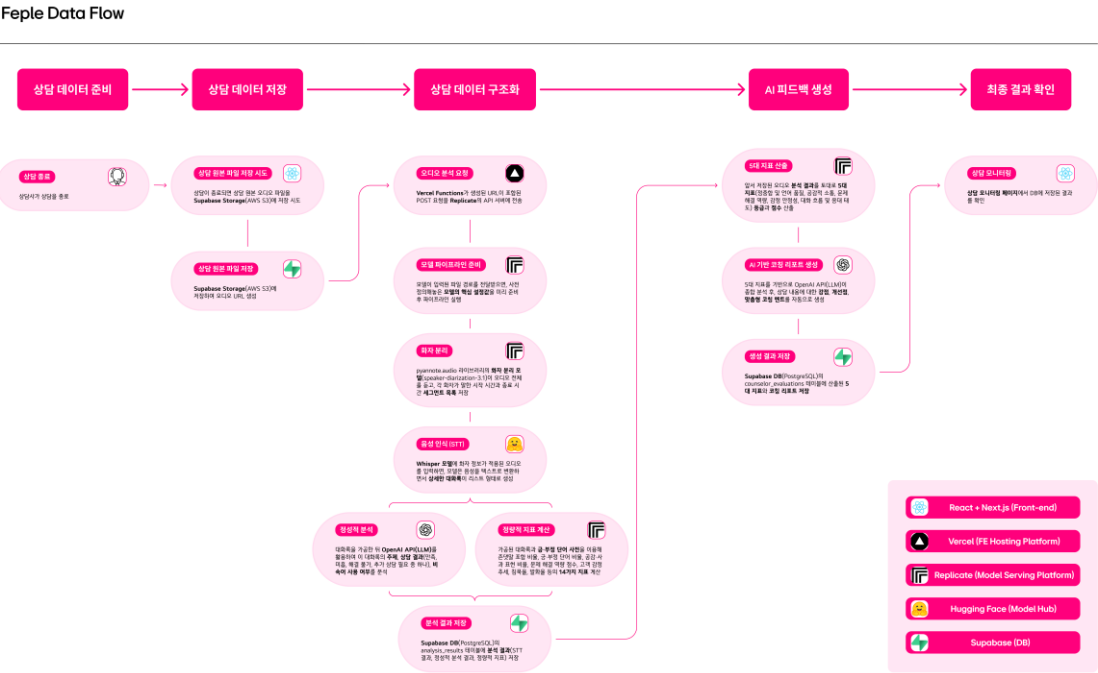 Feple Data Flow
상담 데이터 준비
상담 데이터 저장
상담 데이터 구조화
AI 피드백 생성
최종 결과 확인
상담 종료
상담사가 상담을 종료
상담 원본 파일 저장 시도
상담이 종료되면 상담 원본 오디오 파일을
Supabase Storage(AWS S3)에 저장 시도
상담 원본 파일 저장
Supabase Storage(AWS S3)에
저장하며 오디오 URL 생성
오디오 분석 요청
Vercel Functions가 생성된 URL이 포함된
POST 요청을 Replicate의 API 서버에 전송
모델 파이프라인 준비
모델이 입력된 파일 경로를 전달받으면, 사전
정의해놓은 모델의 핵심 설정값을 미리 준비
후 파이프라인 실행
화자 분리
pyannote.audio 라이브러리의 화자 분리 모
델(speaker-diarization-3.1)이 오디오 전체
를 듣고, 각 화자가 말한 시작 시간과 종료 시
간 세그먼트 목록 저장
음성 인식 (STT)
Whisper 모델에 화자 정보가 적용된 오디오
를 입력하면, 모델은 음성을 텍스트로 변환하
면서 상세한 대화록이 리스트 형태로 생성
정성적 분석
대화록을 가공한 뒤 OpenAI API(LLM)를
활용하여 이 대화록의 주제, 상담 결과(만족,
미흡, 해결 불가, 추가 상담 필요 중 하나), 비
속어 사용 여부를 분석
정량적 지표 계산
가공된 대화록과 긍·부정 단어 사전을 이용해
존댓말 포함 비율, 긍·부정 단어 비율, 공감·사
과 표현 비율, 문제 해결 역량 점수, 고객 감정
추세, 침묵율, 발화율 등의 14가지 지표 계산
분석 결과 저장
Supabase DB(PostgreSQL)의
analysis_results 테이블에 분석 결과(STT
결과, 정성적 분석 결과, 정량적 지표) 저장
5대 지표 산출
앞서 저장된 오디오 분석 결과를 토대로 5대
지표(정중함 및 언어 품질, 공감적 소통, 문제
해결 역량, 감정 안정성, 대화 흐름 및 응대 태
도) 등급과 점수 산출
AI 기반 코칭 리포트 생성
5대 지표를 기반으로 OpenAI API(LLM)이
종합 분석 후, 상담 내용에 대한 강점, 개선점,
맞춤형 코칭 멘트를 자동으로 생성
생성 결과 저장
Supabase DB(PostgreSQL)의
counselor_evaluations 테이블에 산출된 5
대 지표와 코칭 리포트 저장
상담 모니터링
상담 모니터링 페이지에서 DB에 저장된 결과
를 확인
React + Next.js (Front-end)
Vercel (FE Hosting Platform)
Replicate (Model Serving Platform)
Hugging Face (Model Hub)
Supabase (DB)